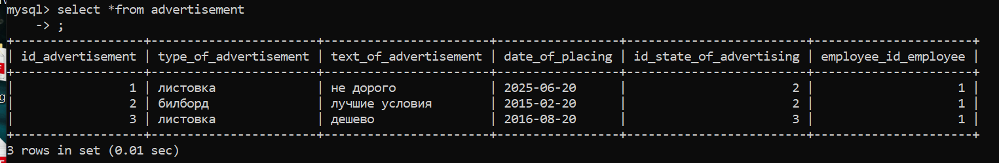 mysql> select *from advertisement
    -> ;
+------------------+-----------------------+-----------------------+-----------------+-------------------------+----------------------+
| id_advertisement | type_of_advertisement | text_of_advertisement | date_of_placing | id_state_of_advertising | employee_id_employee |
+------------------+-----------------------+-----------------------+-----------------+-------------------------+----------------------+
|                1 | листовка              | не дорого             | 2025-06-20      |                       2 |                    1 |
|                2 | билборд               | лучшие условия        | 2015-02-20      |                       2 |                    1 |
|                3 | листовка              | дешево                | 2016-08-20      |                       3 |                    1 |
+------------------+-----------------------+-----------------------+-----------------+-------------------------+----------------------+
3 rows in set (0.01 sec)